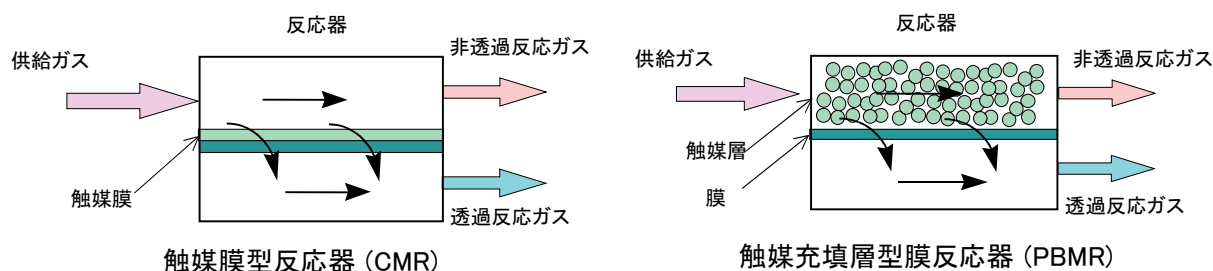 反応器
供給ガス
非透過反応ガス
触媒膜
透過反応ガス
触媒膜型反応器 (CMR)
反応器
供給ガス
非透過反応ガス
触媒層
膜
透過反応ガス
触媒充填層型膜反応器 (PBMR)